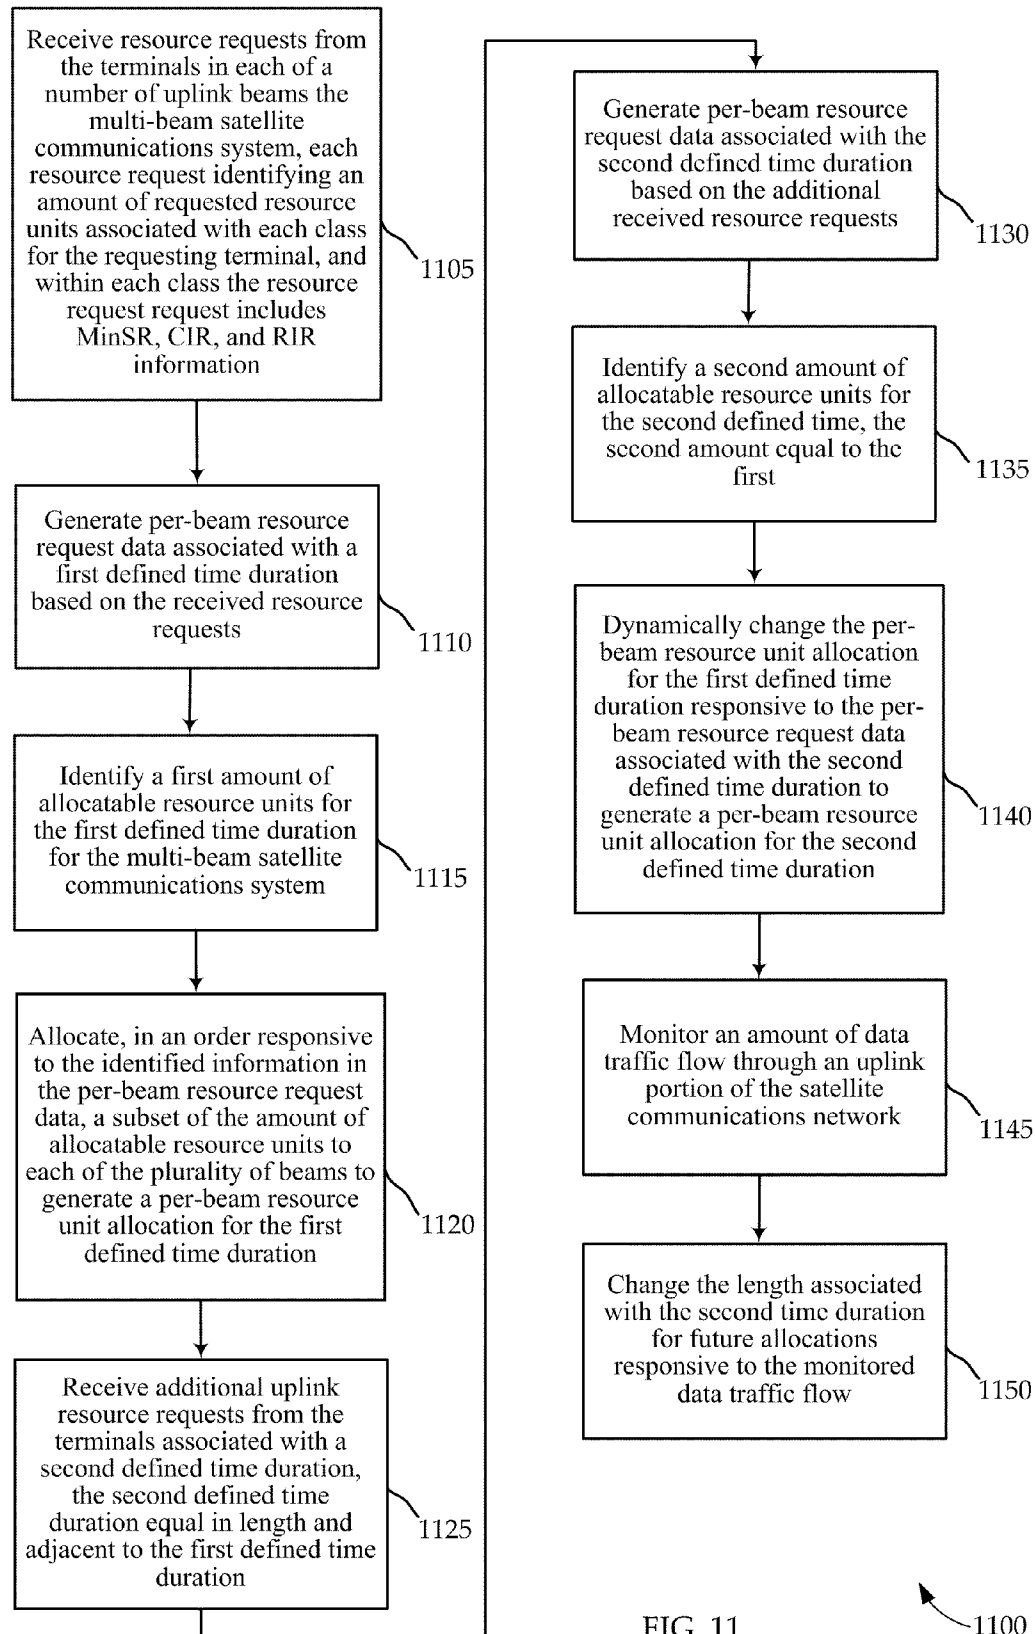 Receive resource requests from
the terminals in each of a
number of uplink beams the
multi-beam satellite
communications system, each
resource request identifying an
amount of requested resource
units associated with each class
for the requesting terminal, and
within each class the resource
request request includes
MinSR, CIR, and RIR
information
1105
Generate per-beam resource
request data associated with a
first defined time duration
based on the received resource
requests
1110
Identify a first amount of
allocatable resource units for
the first defined time duration
for the multi-beam satellite
communications system
1115
Allocate, in an order responsive
to the identified information in
the per-beam resource request
data, a subset of the amount of
allocatable resource units to
each of the plurality of beams to
generate a per-beam resource
unit allocation for the first
defined time duration
1120
Receive additional uplink
resource requests from the
terminals associated with a
second defined time duration,
the second defined time
duration equal in length and
adjacent to the first defined time
duration
1125
Generate per-beam resource
request data associated with the
second defined time duration
based on the additional
received resource requests
1130
Identify a second amount of
allocatable resource units for
the second defined time, the
second amount equal to the
first
1135
Dynamically change the per-
beam resource unit allocation
for the first defined time
duration responsive to the per-
beam resource request data
associated with the second
defined time duration to
generate a per-beam resource
unit allocation for the second
defined time duration
1140
Monitor an amount of data
traffic flow through an uplink
portion of the satellite
communications network
1145
Change the length associated
with the second time duration
for future allocations
responsive to the monitored
data traffic flow
1150
FIG. 11
1100